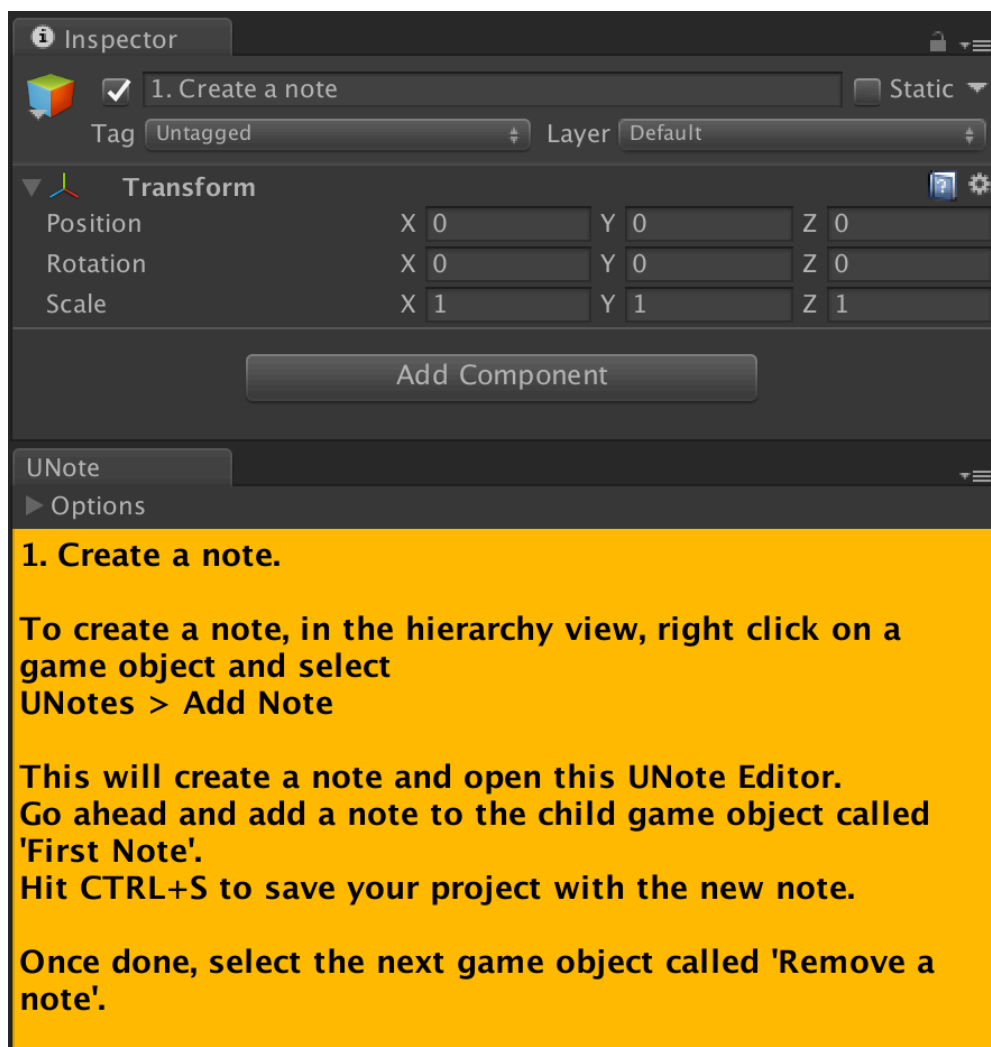 Inspector
1. Create a note
Static
Tag Untagged Layer Default
Transform
Position X 0 Y 0 Z 0
Rotation X 0 Y 0 Z 0
Scale X 1 Y 1 Z 1
Add Component
UNote
Options
1. Create a note.
To create a note, in the hierarchy view, right click on a
game object and select
UNotes > Add Note
This will create a note and open this UNote Editor.
Go ahead and add a note to the child game object called
'First Note'.
Hit CTRL+S to save your project with the new note.
Once done, select the next game object called 'Remove a
note'.